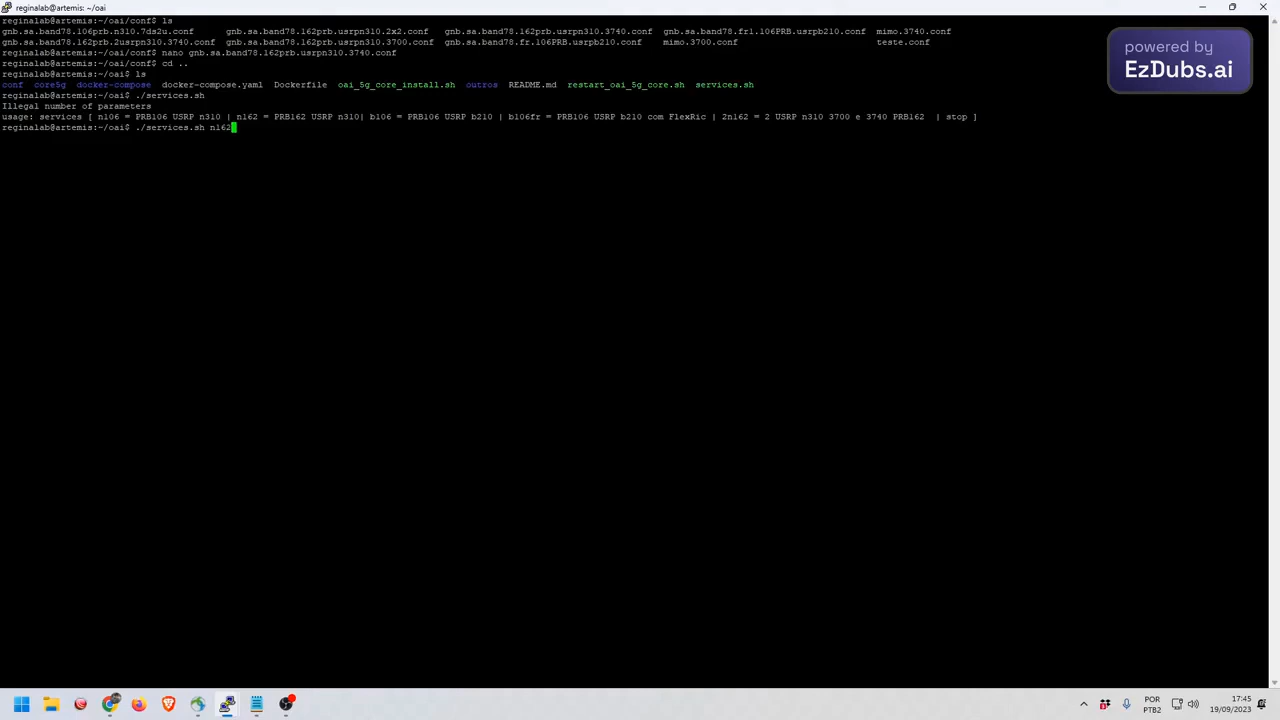 reginalab@artemis: ~/oai
reginalab@artemis:~/oai/conf$ ls
gnb.sa.band78.106prb.n310.7ds2u.conf gnb.sa.band78.162prb.usrpn310.2x2.conf gnb.sa.band78.162prb.usrpn310.3740.conf gnb.sa.band78.fr1.106PRB.usrpb210.conf mimo.3740.conf
gnb.sa.band78.162prb.2usrpn310.3740.conf gnb.sa.band78.162prb.usrpn310.3700.conf gnb.sa.band78.fr.106PRB.usrpb210.conf mimo.3700.conf teste.conf
reginalab@artemis:~/oai/conf$ nano gnb.sa.band78.162prb.usrpn310.3740.conf
reginalab@artemis:~/oai/conf$ cd ..
reginalab@artemis:~/oai$ ls
conf core5g docker-compose docker-compose.yaml Dockerfile oai_5g_core_install.sh outros README.md restart_oai_5g_core.sh services.sh
reginalab@artemis:~/oai$ ./services.sh
Illegal number of parameters
usage: services [ n106 = PRB106 USRP n310 | n162 = PRB162 USRP n310| b106 = PRB106 USRP b210 | b106fr = PRB106 USRP b210 com FlexRic | 2n162 = 2 USRP n310 3700 e 3740 PRB162 | stop ]
reginalab@artemis:~/oai$ ./services.sh n162
powered by
EzDubs.ai
POR
PTB2
17:45
19/09/2023